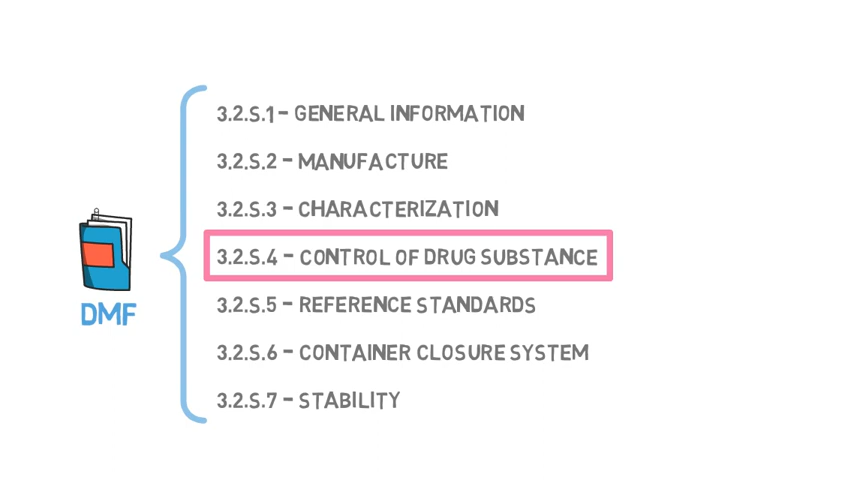 3.2.S.1 - GENERAL INFORMATION
3.2.S.2 - MANUFACTURE
3.2.S.3 - CHARACTERIZATION
3.2.S.4 - CONTROL OF DRUG SUBSTANCE
3.2.S.5 - REFERENCE STANDARDS
3.2.S.6 - CONTAINER CLOSURE SYSTEM
3.2.S.7 - STABILITY
DMF